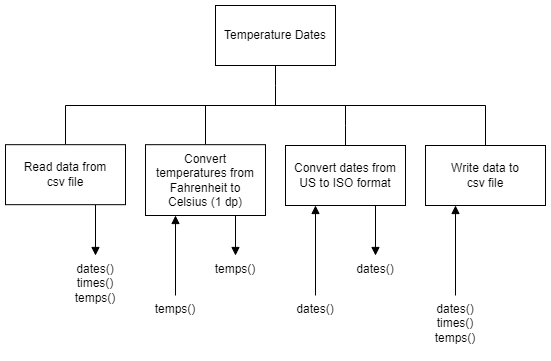 Temperature Dates
Read data from
csv file
Convert
temperatures from
Fahrenheit to
Celsius (1 dp)
Convert dates from
US to ISO format
Write data to
csv file
dates()
times()
temps()
temps()
temps()
dates()
dates()
dates()
times()
temps()